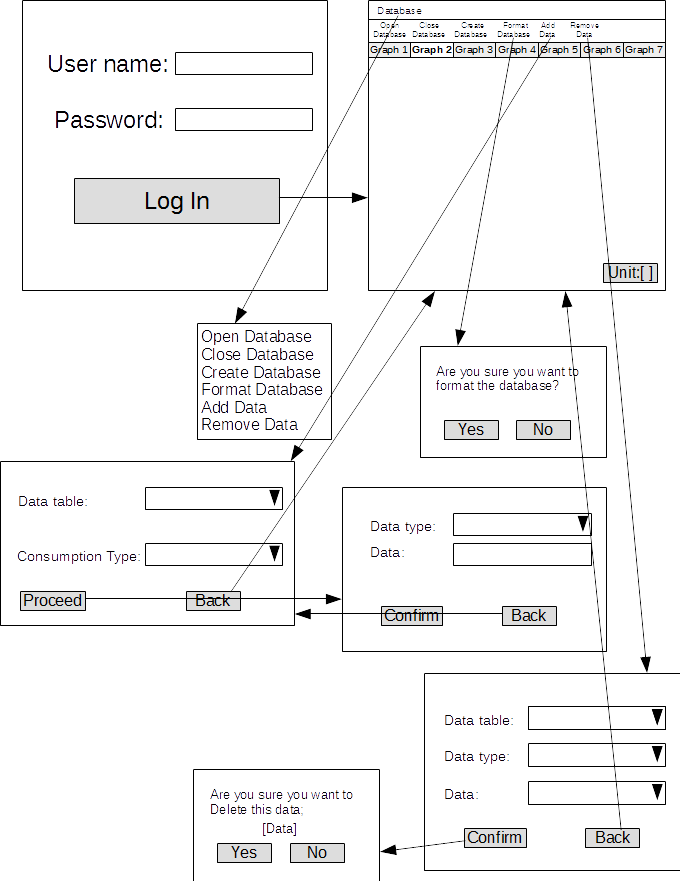 User name:
Password:
Log In
Database
Open Database
Close Database
Create Database
Format Database
Add Data
Remove Data
Graph 1 Graph 2 Graph 3 Graph 4 Graph 5 Graph 6 Graph 7
Unit:[ ]
Open Database
Close Database
Create Database
Format Database
Add Data
Remove Data
Are you sure you want to
format the database?
Yes No
Data table:
Consumption Type:
Proceed Back
Data type:
Data:
Confirm Back
Data table:
Data type:
Data:
Confirm Back
Are you sure you want to
Delete this data;
[Data]
Yes No